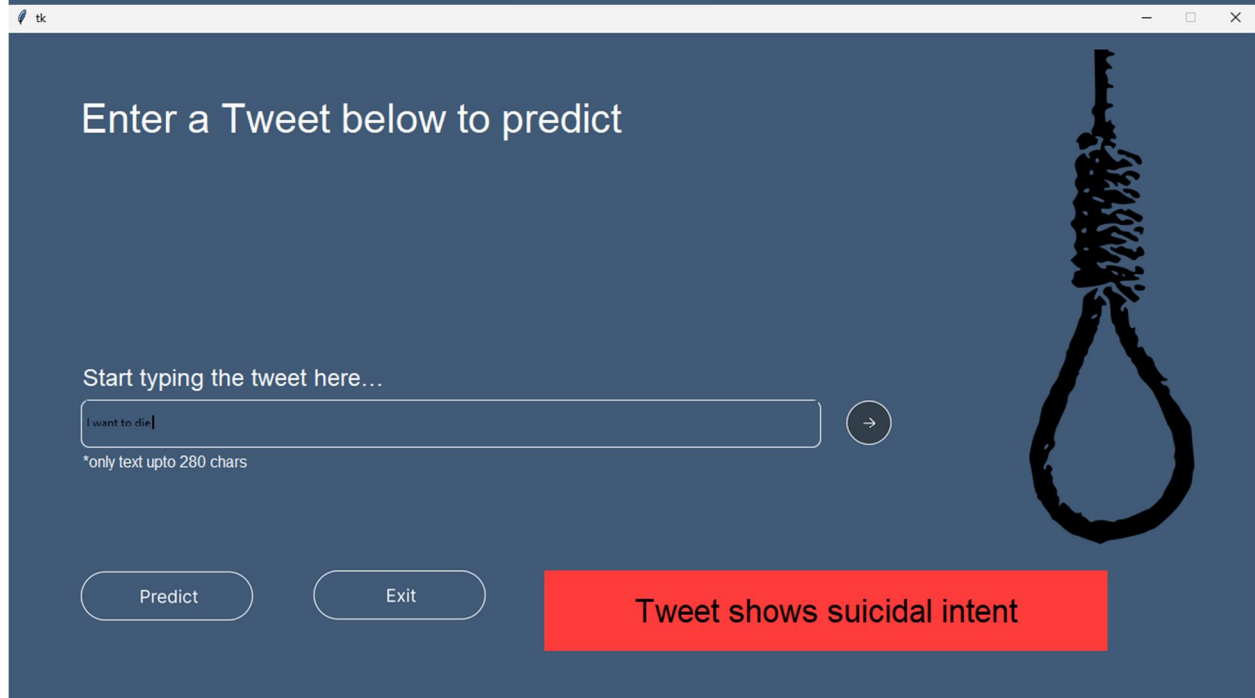 tk
Enter a Tweet below to predict
Start typing the tweet here...
I want to die
*only text upto 280 chars
Predict
Exit
Tweet shows suicidal intent